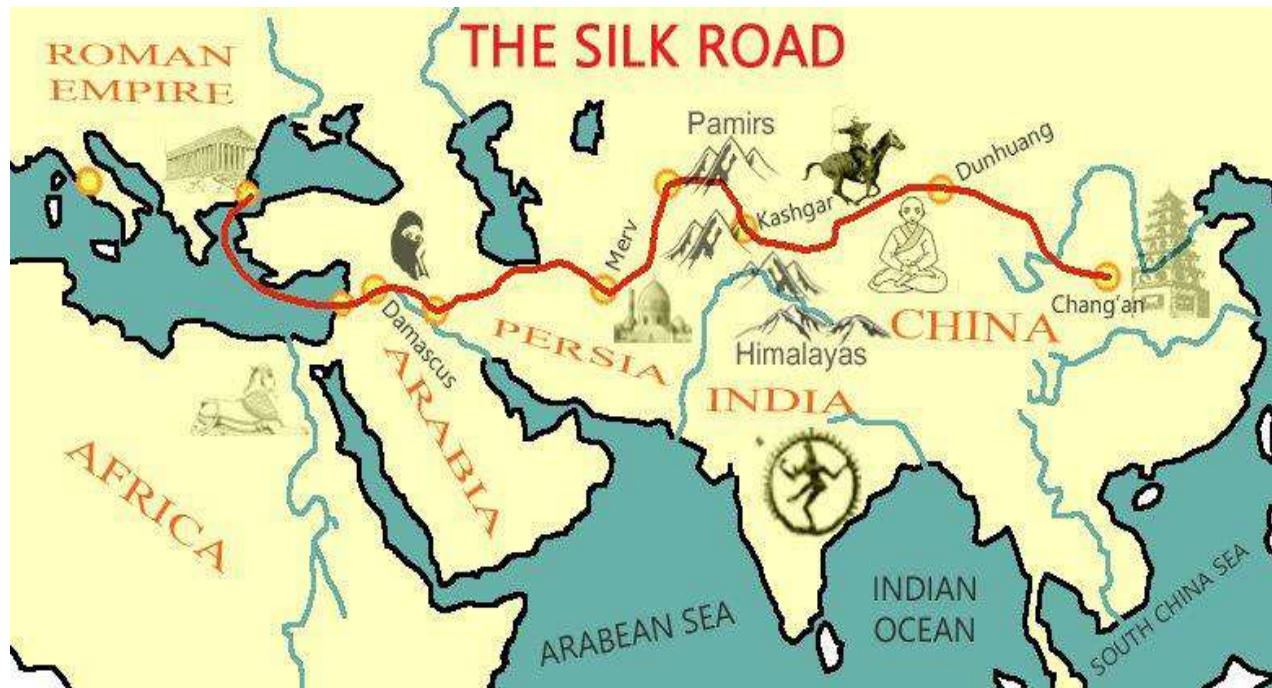 THE SILK ROAD
ROMAN
EMPIRE
Pamirs
Dunhuang
Kashgar
Merv
Chang'an
Damascus
PERSIA
CHINA
Himalayas
ARABIA
INDIA
AFRICA
INDIAN
OCEAN
ARABEAN SEA
SOUTH CHINA SEA